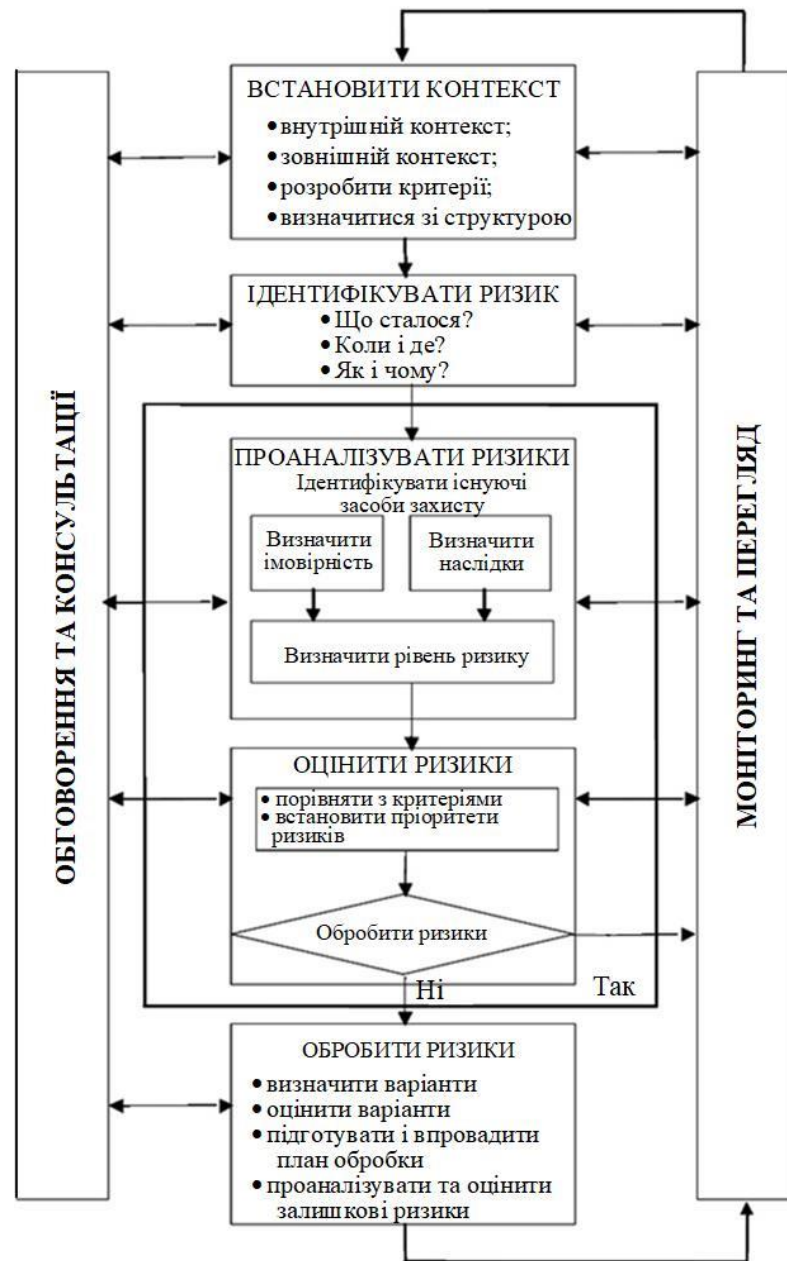 ВСТАНОВИТИ КОНТЕКСТ
• внутрішній контекст;
• зовнішній контекст;
• розробити критерії;
• визначитися зі структурою
ІДЕНТИФІКУВАТИ РИЗИК
• Що сталося?
• Коли і де?
• Як і чому?
ПРОАНАЛІЗУВАТИ РИЗИКИ
Ідентифікувати існуючі
засоби захисту
Визначити
імовірність
Визначити
наслідки
Визначити рівень ризику
ОЦІНИТИ РИЗИКИ
• порівняти з критеріями
• встановити пріоритети
ризиків
Обробити ризики
Ні
Так
ОБРОБИТИ РИЗИКИ
• визначити варіанти
• оцінити варіанти
• підготувати і впровадити
план обробки
• проаналізувати та оцінити
залишкові ризики
ОБГОВОРЕННЯ ТА КОНСУЛЬТАЦІЇ
МОНІТОРИНГ ТА ПЕРЕГЛЯД